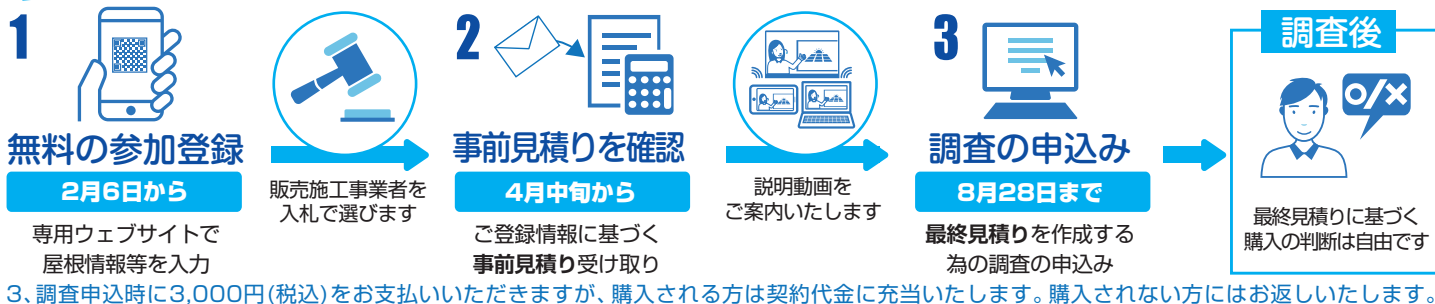 1
無料の参加登録
2月6日から
専用ウェブサイトで
屋根情報等を入力
販売施工事業者を
入札で選びます
2
事前見積りを確認
4月中旬から
ご登録情報に基づく
事前見積り受け取り
説明動画を
ご案内いたします
3
調査の申込み
8月28日まで
最終見積りを作成する
為の調査の申込み
調査後
o/×
最終見積りに基づく
購入の判断は自由です
3、調査申込時に3,000円(税込)をお支払いいただきますが、購入される方は契約代金に充当いたします。購入されない方にはお返しいたします。